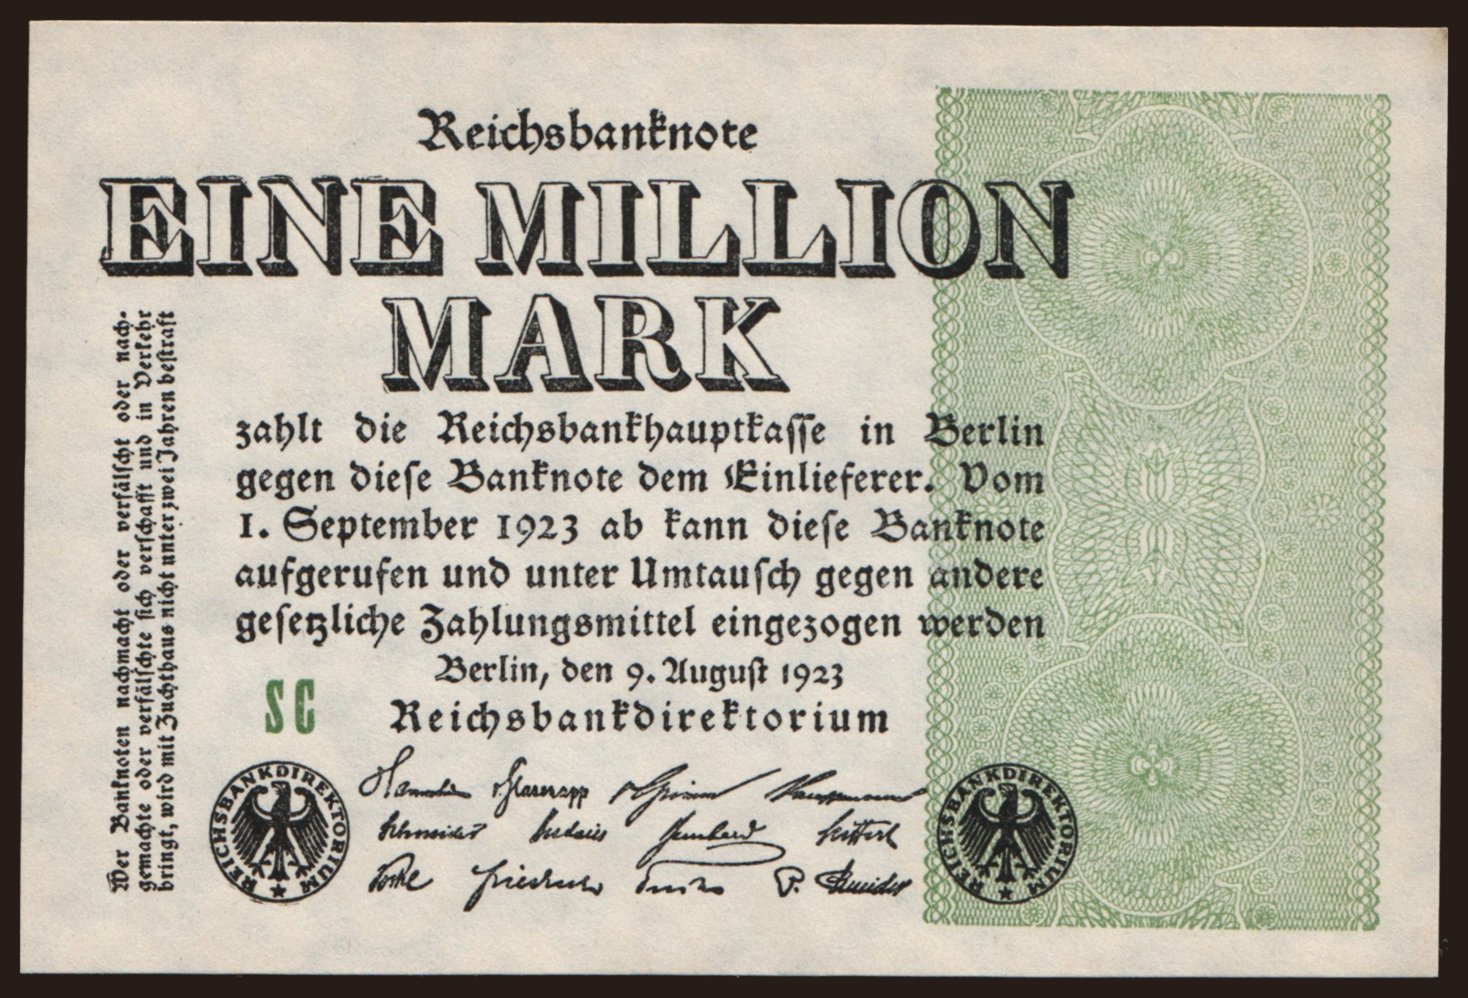 Reichsbanknote
EINE MILLION
MARK
zahlt die Reichsbankhauptkasse in Berlin
gegen diese Banknote dem Einlieferer. Vom
1. September 1923 ab kann diese Banknote
aufgerufen und unter Umtausch gegen andere
gesetzliche Zahlungsmittel eingezogen werden
Berlin, den 9. August 1923
Reichsbankdirektorium
SC
Wer Banknoten nachmacht oder verfälscht oder nach-
gemachte oder verfälschte sich verschafft und in Verkehr
bringt, wird mit Zuchthaus nicht unter zwei Jahren bestraft
REICHSBANKDIREKTORIUM
REICHSBANKDIREKTORIUM